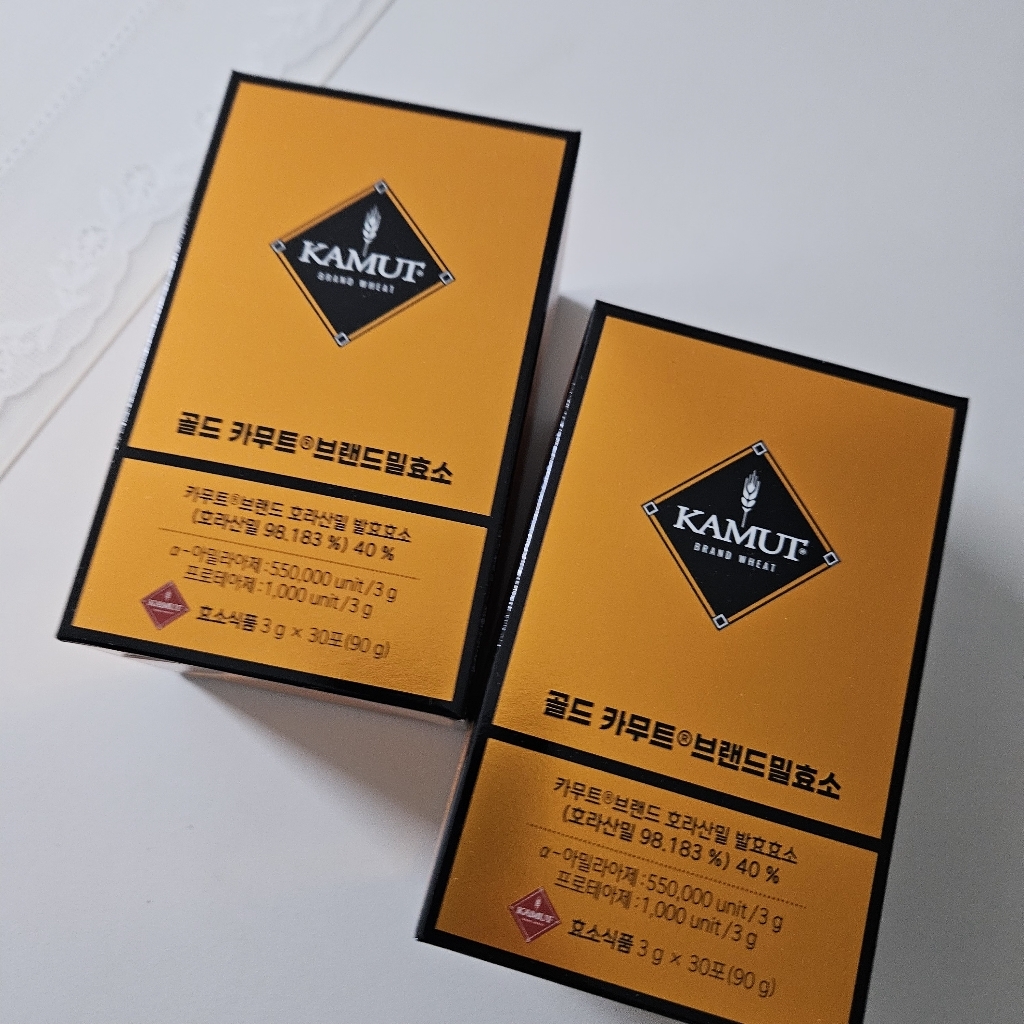 KAMUT®
BRAND WHEAT
골드 카무트®브랜드밀효소
카무트®브랜드 호라산밀 발효효소
(호라산밀 98.183 %) 40 %
α-아밀라아제:550,000 unit/3 g
프로테아제:1,000 unit/3 g
KAMUT
효소식품 3 g × 30포(90 g)
KAMUT®
BRAND WHEAT
골드 카무트®브랜드밀효소
카무트®브랜드 호라산밀 발효효소
(호라산밀 98.183 %) 40 %
α-아밀라아제:550,000 unit/3 g
프로테아제:1,000 unit/3 g
KAMUT
효소식품 3 g × 30포(90 g)